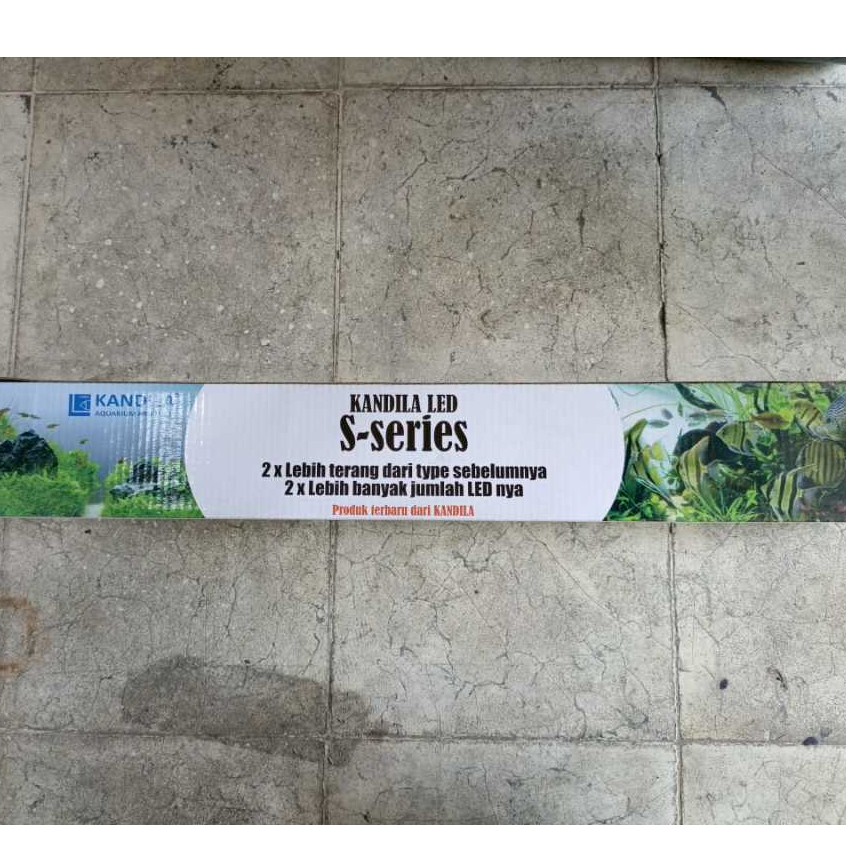 KANDILA
KANDILA LED
S-series
2 x Lebih terang dari type sebelumnya
2 x Lebih banyak jumlah LED nya
Produk terbaru dari KANDILA